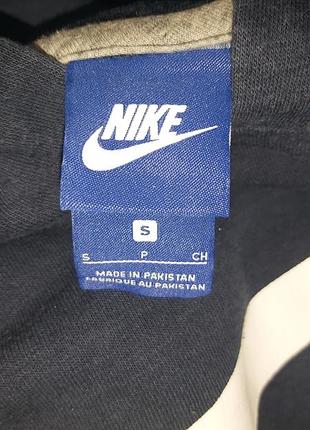 NIKE
S
S P CH
MADE IN PAKISTAN
FABRIQUE AU PAKISTAN